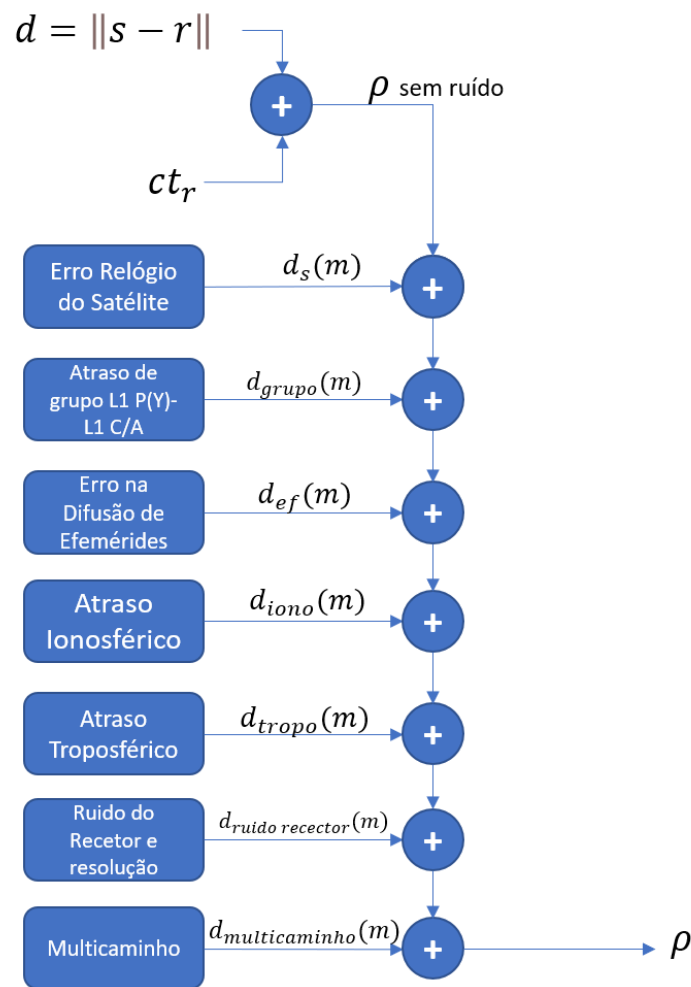 d = ‖s − r‖
+
ρ sem ruído
ct_r
Erro Relógio
do Satélite
d_s(m)
+
Atraso de
grupo L1 P(Y)-
L1 C/A
d_grupo(m)
+
Erro na
Difusão de
Efemérides
d_ef(m)
+
Atraso
Ionosférico
d_iono(m)
+
Atraso
Troposférico
d_tropo(m)
+
Ruido do
Recetor e
resolução
d_ruido recector(m)
+
Multicaminho
d_multicaminho(m)
+
ρ